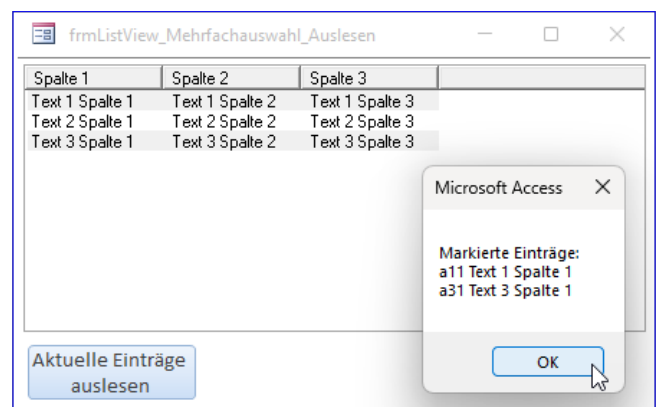 frmListView_Mehrfachauswahl_Auslesen
Spalte 1 Spalte 2 Spalte 3
Text 1 Spalte 1 Text 1 Spalte 2 Text 1 Spalte 3
Text 2 Spalte 1 Text 2 Spalte 2 Text 2 Spalte 3
Text 3 Spalte 1 Text 3 Spalte 2 Text 3 Spalte 3
Microsoft Access
Markierte Einträge:
a11 Text 1 Spalte 1
a31 Text 3 Spalte 1
OK
Aktuelle Einträge
auslesen